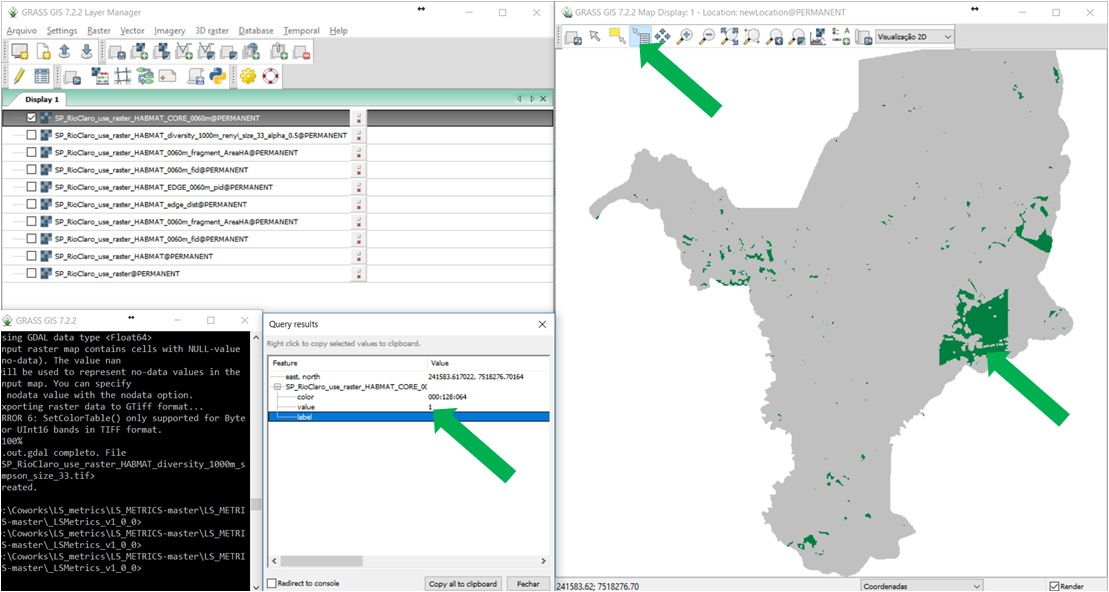 GRASS GIS 7.2.2 Layer Manager
Arquivo Settings Raster Vector Imagery 3D raster Database Temporal Help
Display 1
SP_RioClaro_use_raster_HABMAT_CORE_0060m@PERMANENT
SP_RioClaro_use_raster_HABMAT_diversity_1000m_renyi_size_33_alpha_0.5@PERMANENT
SP_RioClaro_use_raster_HABMAT_0060m_fragment_AreaHA@PERMANENT
SP_RioClaro_use_raster_HABMAT_0060m_fid@PERMANENT
SP_RioClaro_use_raster_HABMAT_EDGE_0060m_pid@PERMANENT
SP_RioClaro_use_raster_HABMAT_edge_dist@PERMANENT
SP_RioClaro_use_raster_HABMAT_0060m_fragment_AreaHA@PERMANENT
SP_RioClaro_use_raster_HABMAT_0060m_fid@PERMANENT
SP_RioClaro_use_raster_HABMAT@PERMANENT
SP_RioClaro_use_raster@PERMANENT
GRASS GIS 7.2.2
sing GDAL data type <Float64>
nput raster map contains cells with NULL-value
no-data). The value nan
ill be used to represent no-data values in the
nput map. You can specify
nodata value with the nodata option.
xporting raster data to GTiff format...
RROR 6: SetColorTable() only supported for Byte
or UInt16 bands in TIFF format.
100%
.out.gdal completo. File
SP_RioClaro_use_raster_HABMAT_diversity_1000m_s
mpson_size_33.tif>
reated.
:\Coworks\LS_metrics\LS_METRICS-master\LS_METRI
S-master\_LSMetrics_v1_0_0>
:\Coworks\LS_metrics\LS_METRICS-master\LS_METRI
S-master\_LSMetrics_v1_0_0>
:\Coworks\LS_metrics\LS_METRICS-master\LS_METRI
S-master\_LSMetrics_v1_0_0>
Query results
Right click to copy selected values to clipboard.
Feature Value
east, north 241583.617022, 7518276.70164
SP_RioClaro_use_raster_HABMAT_CORE_0(
color 000:128:064
value 1
label
Redirect to console Copy all to clipboard Fechar
GRASS GIS 7.2.2 Map Display: 1 - Location: newLocation@PERMANENT
Visualização 2D
241583.62; 7518276.70 Coordenadas Render